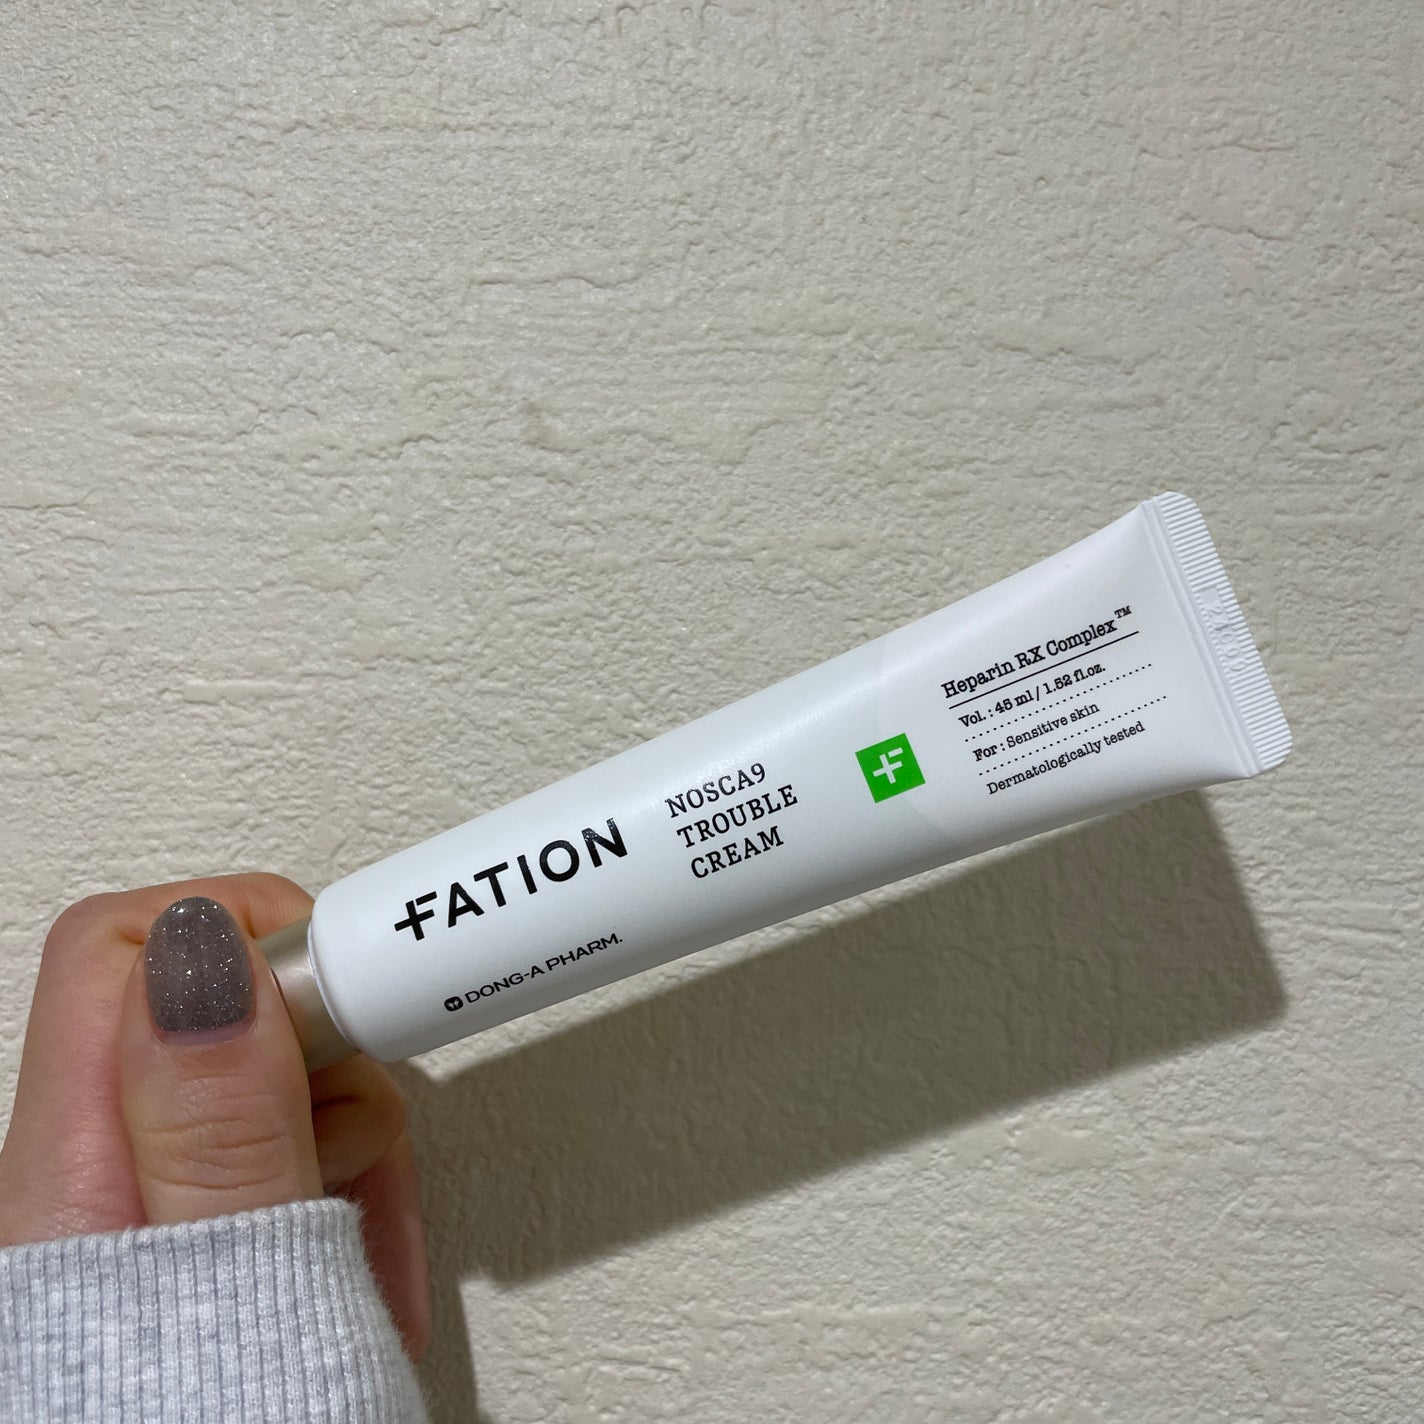 FATION
DONG-A PHARM.
NOSCA9
TROUBLE
CREAM
Heparin RX Complex™
Vol. : 45 ml / 1.52 fl.oz.
For : Sensitive skin
Dermatologically tested